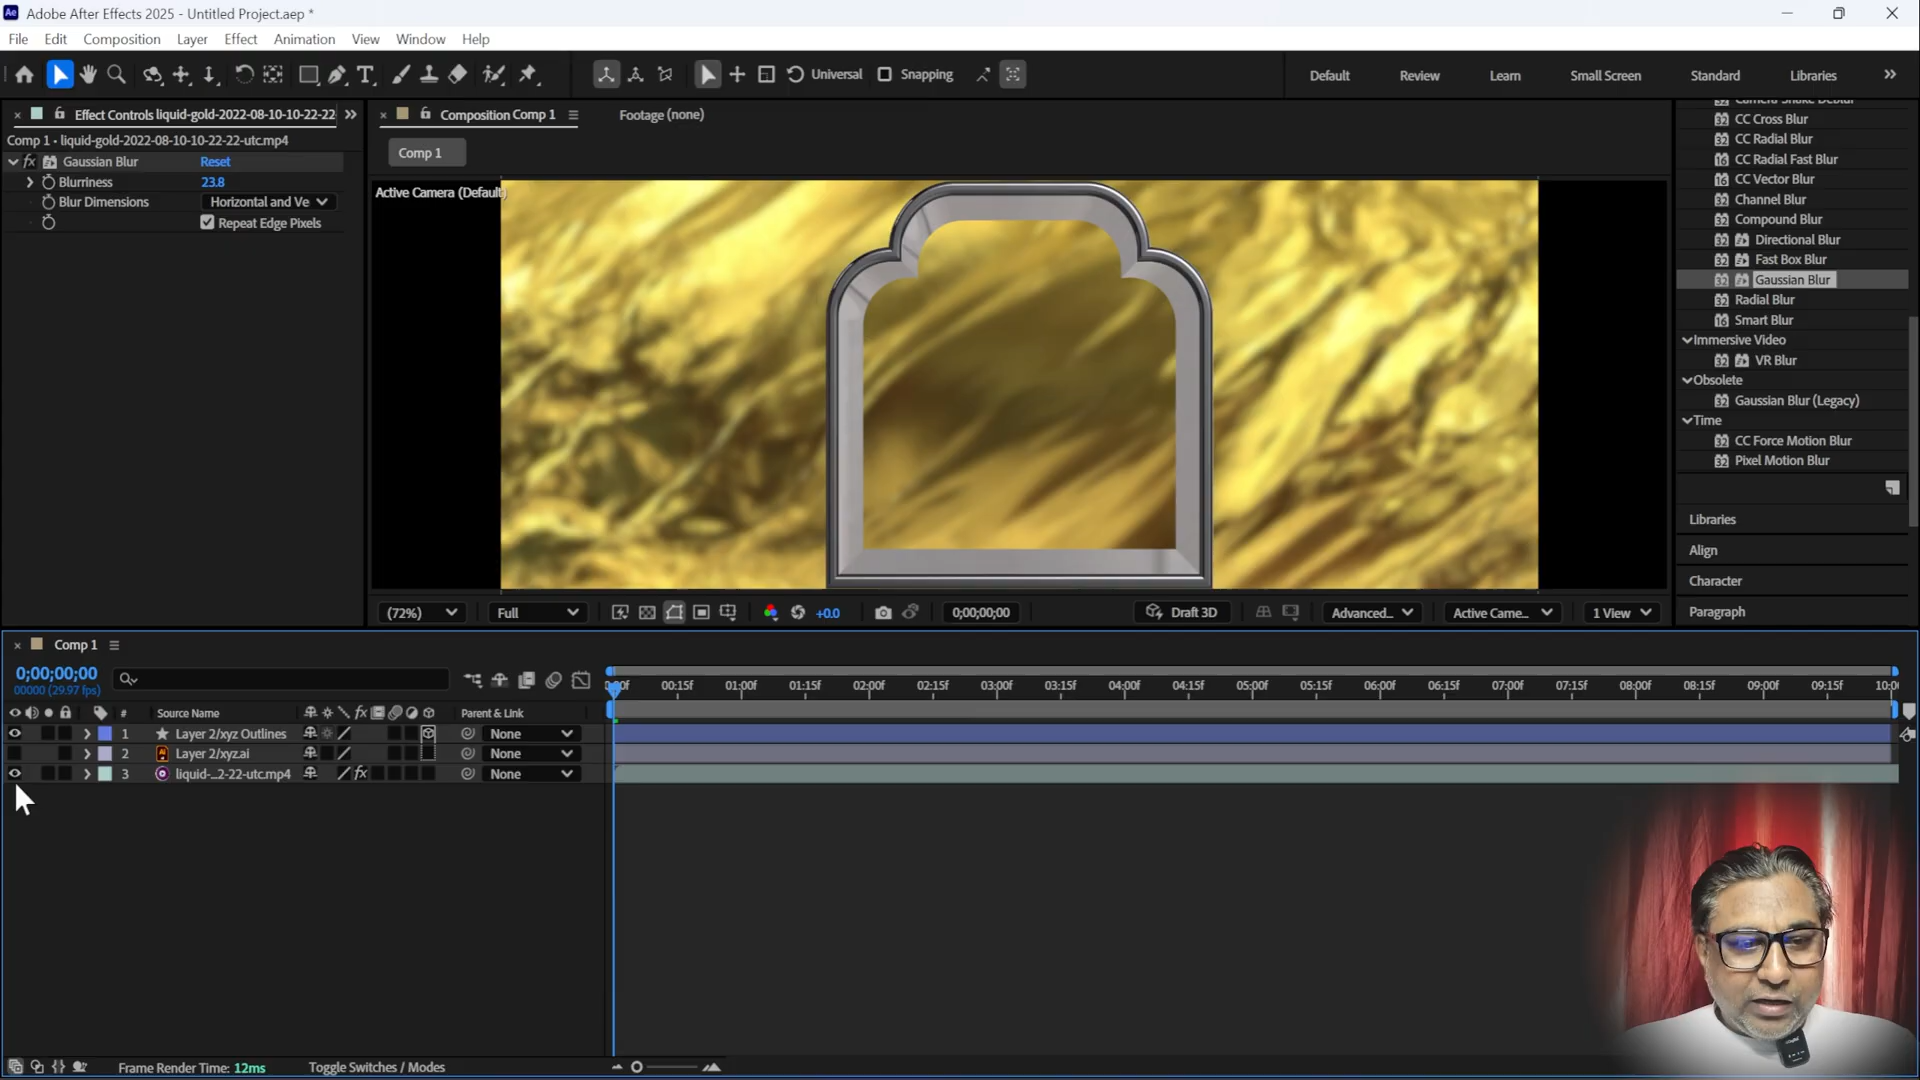 Adobe After Effects 2025 - Untitled Project.aep *
File Edit Composition Layer Effect Animation View Window Help
Universal Snapping Default Review Learn Small Screen Standard Libraries
Effect Controls liquid-gold-2022-08-10-10-22-22
Comp 1 • liquid-gold-2022-08-10-10-22-22-utc.mp4
fx Gaussian Blur Reset
Blurriness 23.8
Blur Dimensions Horizontal and Ve
Repeat Edge Pixels
Composition Comp 1 Footage (none)
Comp 1
Active Camera (Default)
(72%) Full +0.0 0;00;00;00 Draft 3D Advanced... Active Came... 1 View
CC Cross Blur
CC Radial Blur
CC Radial Fast Blur
CC Vector Blur
Channel Blur
Compound Blur
Directional Blur
Fast Box Blur
Gaussian Blur
Radial Blur
Smart Blur
Immersive Video
VR Blur
Obsolete
Gaussian Blur (Legacy)
Time
CC Force Motion Blur
Pixel Motion Blur
Libraries
Align
Character
Paragraph
Comp 1
0;00;00;00
00000 (29.97 fps)
00:15f 01:00f 01:15f 02:00f 02:15f 03:00f 03:15f 04:00f 04:15f 05:00f 05:15f 06:00f 06:15f 07:00f 07:15f 08:00f 08:15f 09:00f 09:15f 10:0
# Source Name fx Parent & Link
1 Layer 2/xyz Outlines None
2 Layer 2/xyz.ai None
3 liquid-...2-22-utc.mp4 fx None
Frame Render Time: 12ms Toggle Switches / Modes